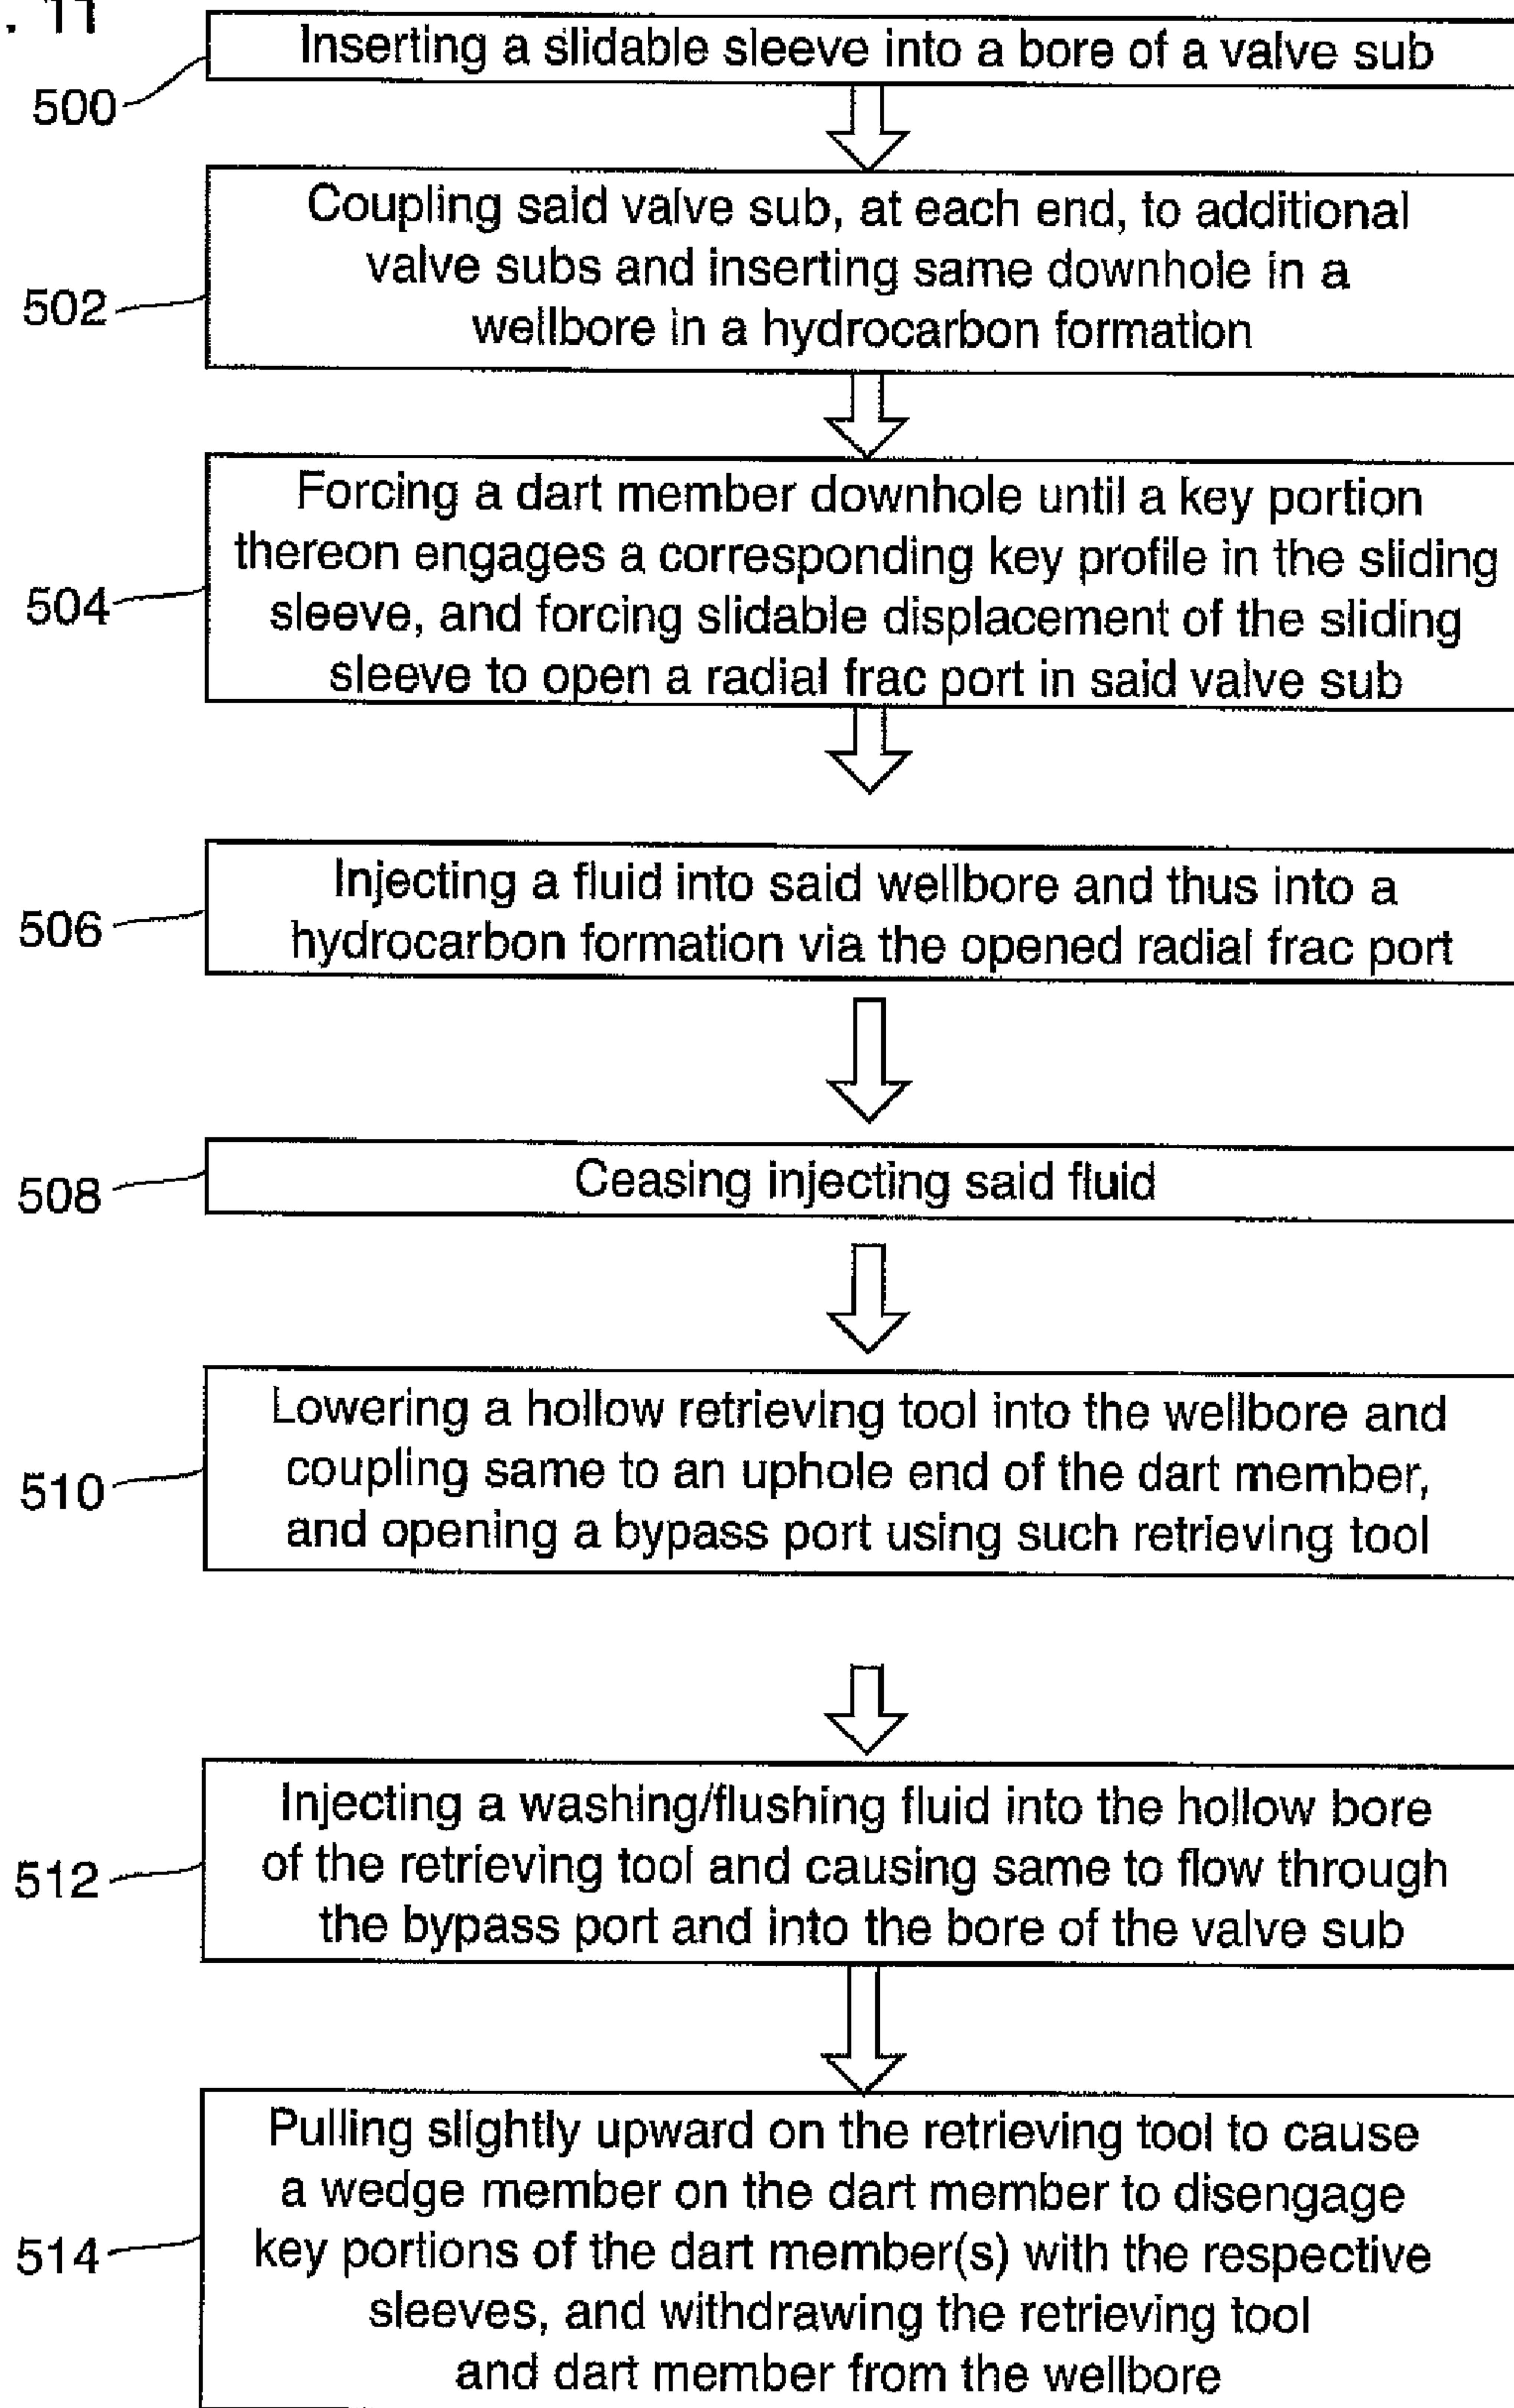 . 11
Inserting a slidable sleeve into a bore of a valve sub
500
Coupling said valve sub, at each end, to additional
valve subs and inserting same downhole in a
wellbore in a hydrocarbon formation
502
Forcing a dart member downhole until a key portion
thereon engages a corresponding key profile in the sliding
sleeve, and forcing slidable displacement of the sliding
sleeve to open a radial frac port in said valve sub
504
Injecting a fluid into said wellbore and thus into a
hydrocarbon formation via the opened radial frac port
506
Ceasing injecting said fluid
508
Lowering a hollow retrieving tool into the wellbore and
coupling same to an uphole end of the dart member,
and opening a bypass port using such retrieving tool
510
Injecting a washing/flushing fluid into the hollow bore
of the retrieving tool and causing same to flow through
the bypass port and into the bore of the valve sub
512
Pulling slightly upward on the retrieving tool to cause
a wedge member on the dart member to disengage
key portions of the dart member(s) with the respective
sleeves, and withdrawing the retrieving tool
and dart member from the wellbore
514